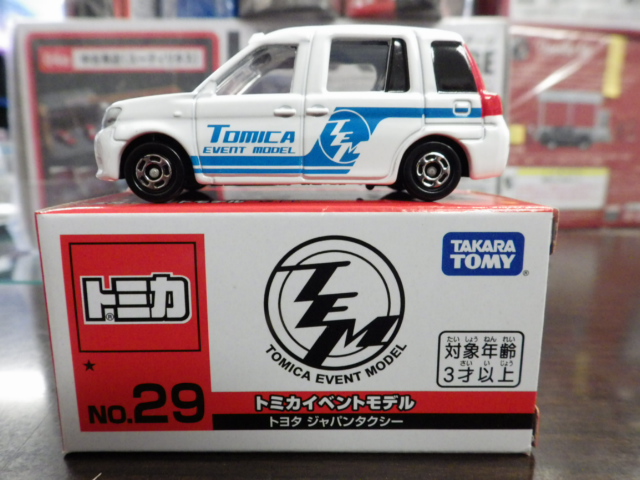 TOMICA
EVENT MODEL
TEM
トミカ
®
TEM
TOMICA EVENT MODEL
TAKARA
TOMY
®
たいしょうねんれい
対象年齢
さいいじょう
3才以上
★
NO.29
トミカイベントモデル
トヨタ ジャパンタクシー